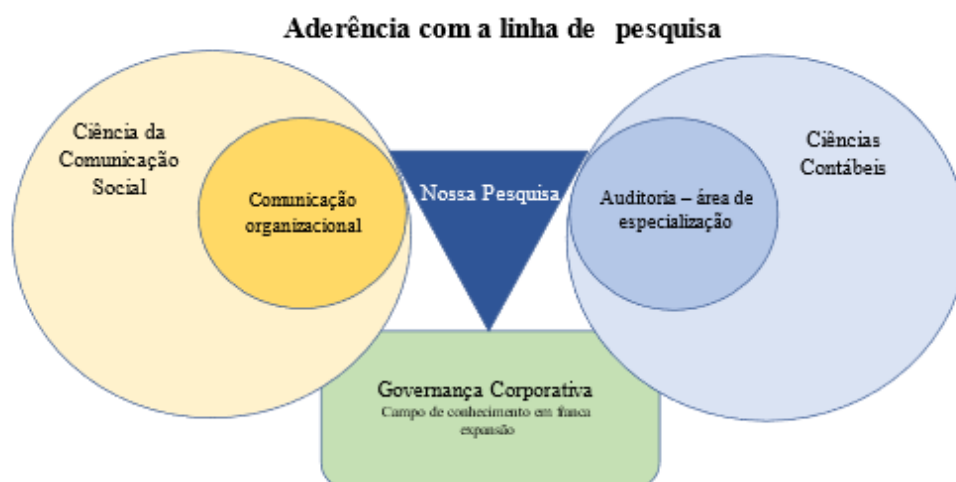 Aderência com a linha de pesquisa
Ciência da
Comunicação
Social
Comunicação
organizacional
Nossa Pesquisa
Auditoria – área de
especialização
Ciências
Contábeis
Governança Corporativa
Campo de conhecimento em franca
expansão